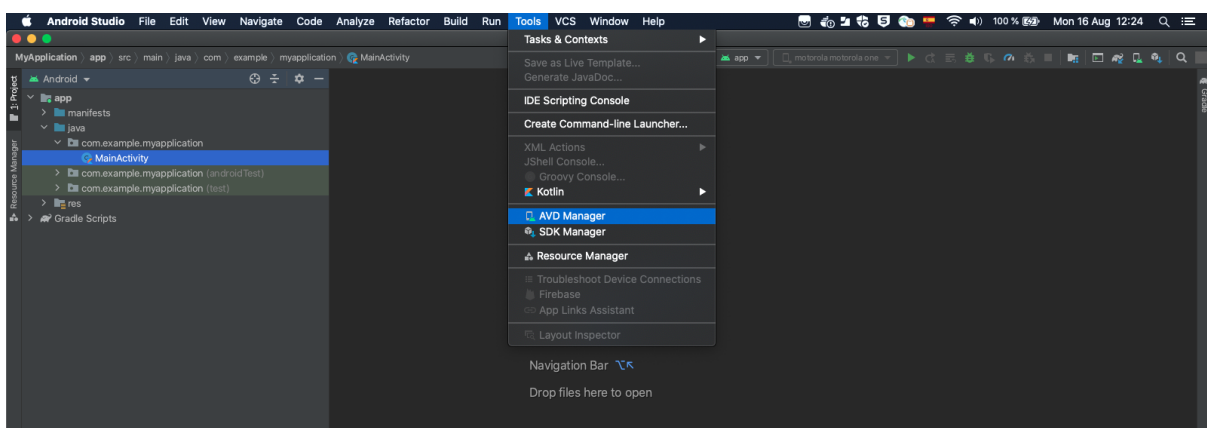 Android Studio File Edit View Navigate Code Analyze Refactor Build Run Tools VCS Window Help 100 % Mon 16 Aug 12:24
MyApplication app src main java com example myapplication MainActivity
app motorola motorola one
Tasks & Contexts
Save as Live Template...
Generate JavaDoc...
IDE Scripting Console
Create Command-line Launcher...
XML Actions
JShell Console...
Groovy Console...
Kotlin
AVD Manager
SDK Manager
Resource Manager
Troubleshoot Device Connections
Firebase
App Links Assistant
Layout Inspector
1: Project
Resource Manager
Android
app
manifests
java
com.example.myapplication
MainActivity
com.example.myapplication (androidTest)
com.example.myapplication (test)
res
Gradle Scripts
Navigation Bar ⌥↖
Drop files here to open
Gradle